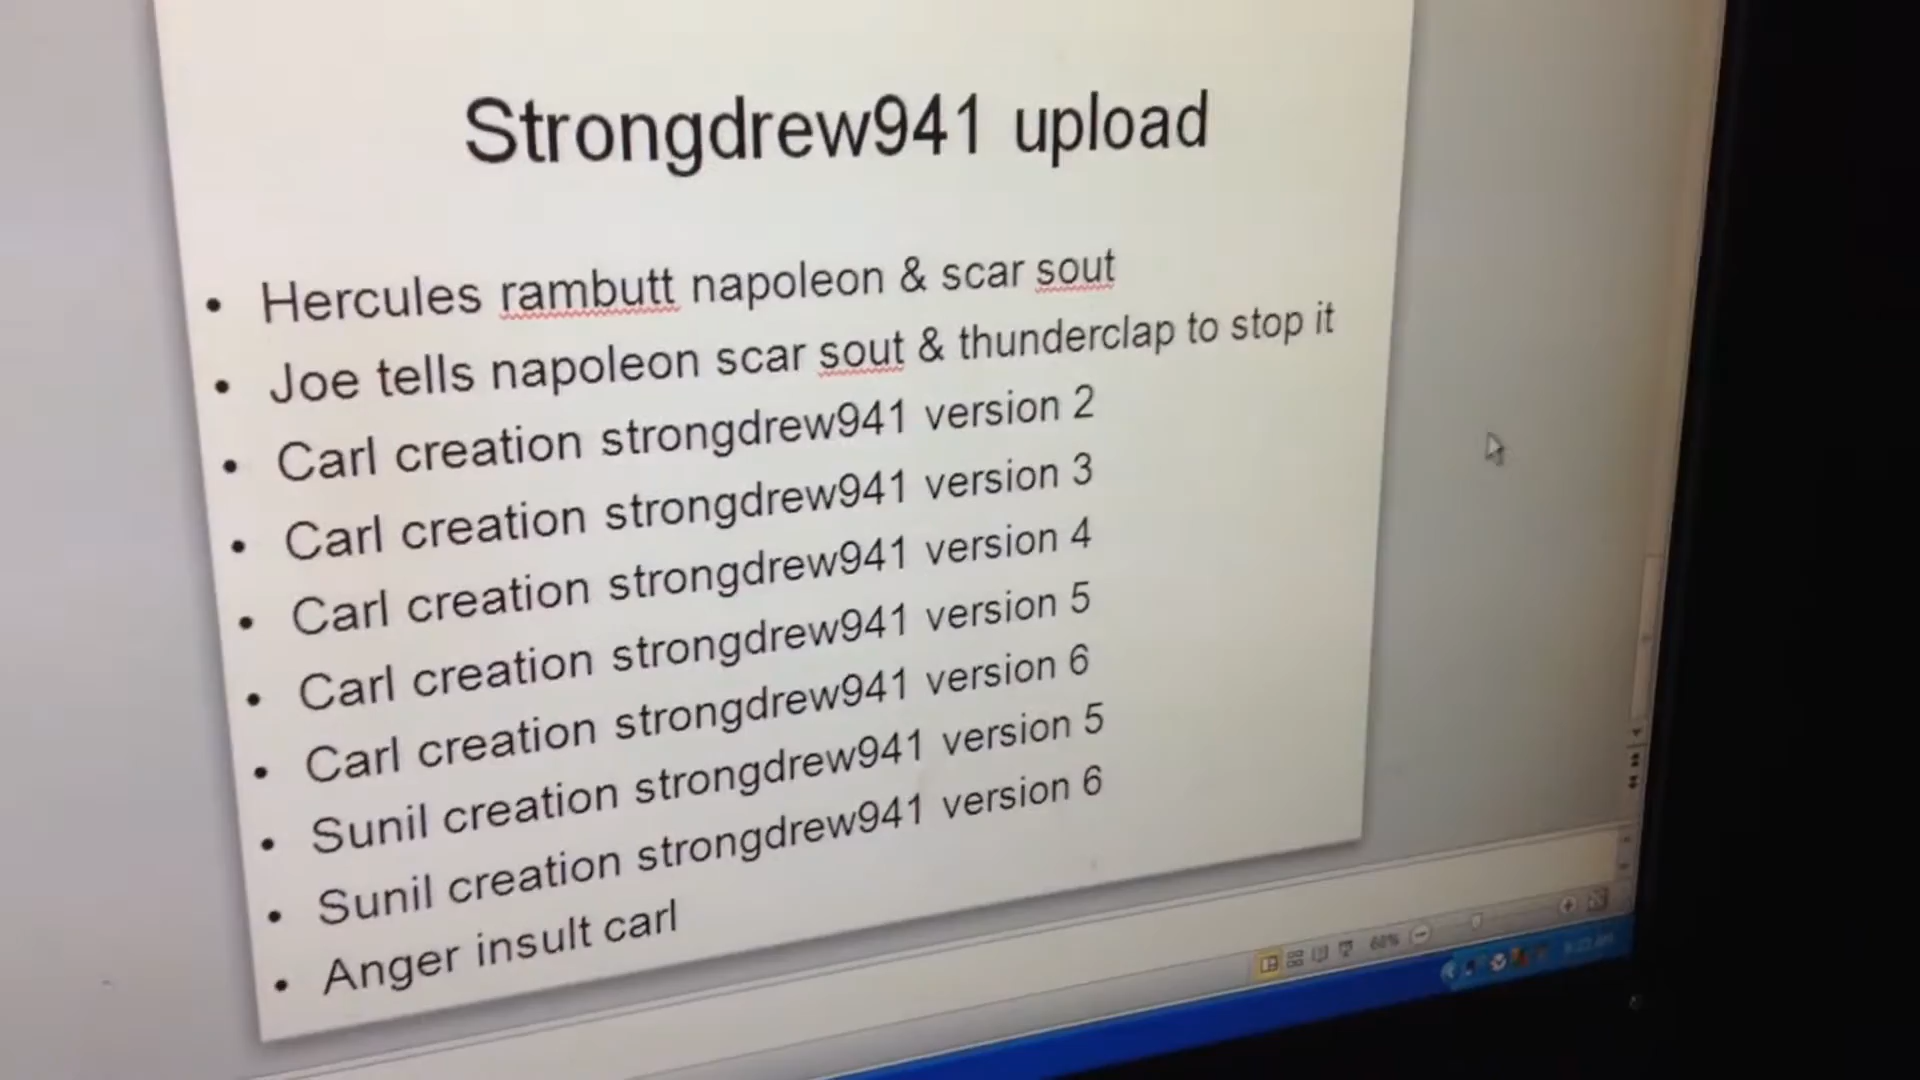 Strongdrew941 upload
• Hercules rambutt napoleon & scar sout
• Joe tells napoleon scar sout & thunderclap to stop it
• Carl creation strongdrew941 version 2
• Carl creation strongdrew941 version 3
• Carl creation strongdrew941 version 4
• Carl creation strongdrew941 version 5
• Carl creation strongdrew941 version 6
• Sunil creation strongdrew941 version 5
• Sunil creation strongdrew941 version 6
• Anger insult carl